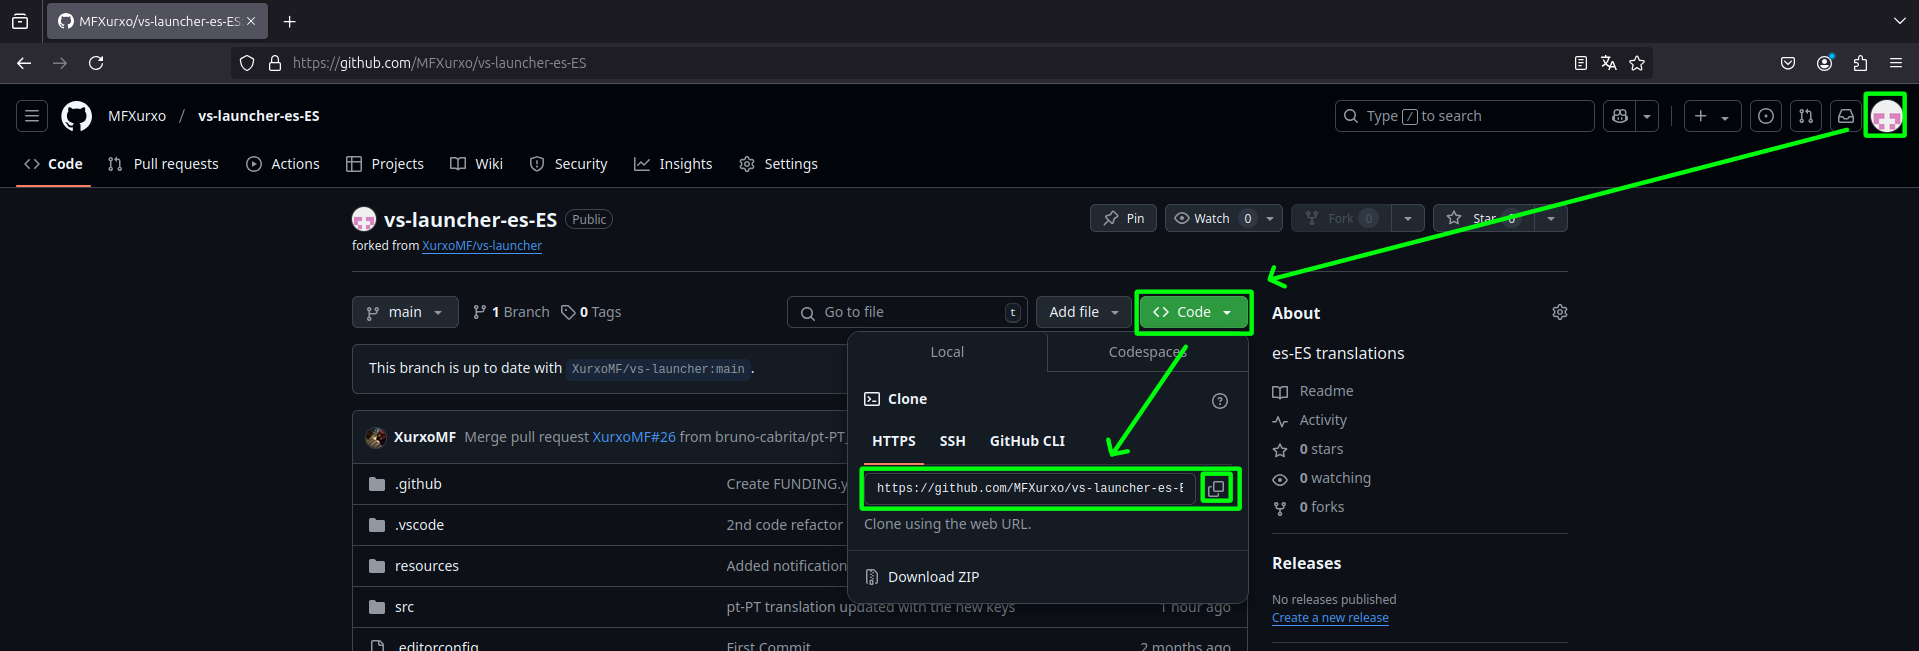 MFXurxo/vs-launcher-es-ES
https://github.com/MFXurxo/vs-launcher-es-ES
MFXurxo / vs-launcher-es-ES
Type / to search
Code
Pull requests
Actions
Projects
Wiki
Security
Insights
Settings
vs-launcher-es-ES Public
forked from XurxoMF/vs-launcher
Pin
Watch 0
Fork 0
Star 0
main
1 Branch
0 Tags
Go to file t
Add file
Code
This branch is up to date with XurxoMF/vs-launcher:main.
XurxoMF Merge pull request XurxoMF#26 from bruno-cabrita/pt-PT_
.github Create FUNDING.y
.vscode 2nd code refactor
resources Added notification
src pt-PT translation updated with the new keys 1 hour ago
.editorconfig First Commit 2 months ago
Local
Codespaces
Clone
HTTPS SSH GitHub CLI
https://github.com/MFXurxo/vs-launcher-es-E
Clone using the web URL.
Download ZIP
About
es-ES translations
Readme
Activity
0 stars
0 watching
0 forks
Releases
No releases published
Create a new release